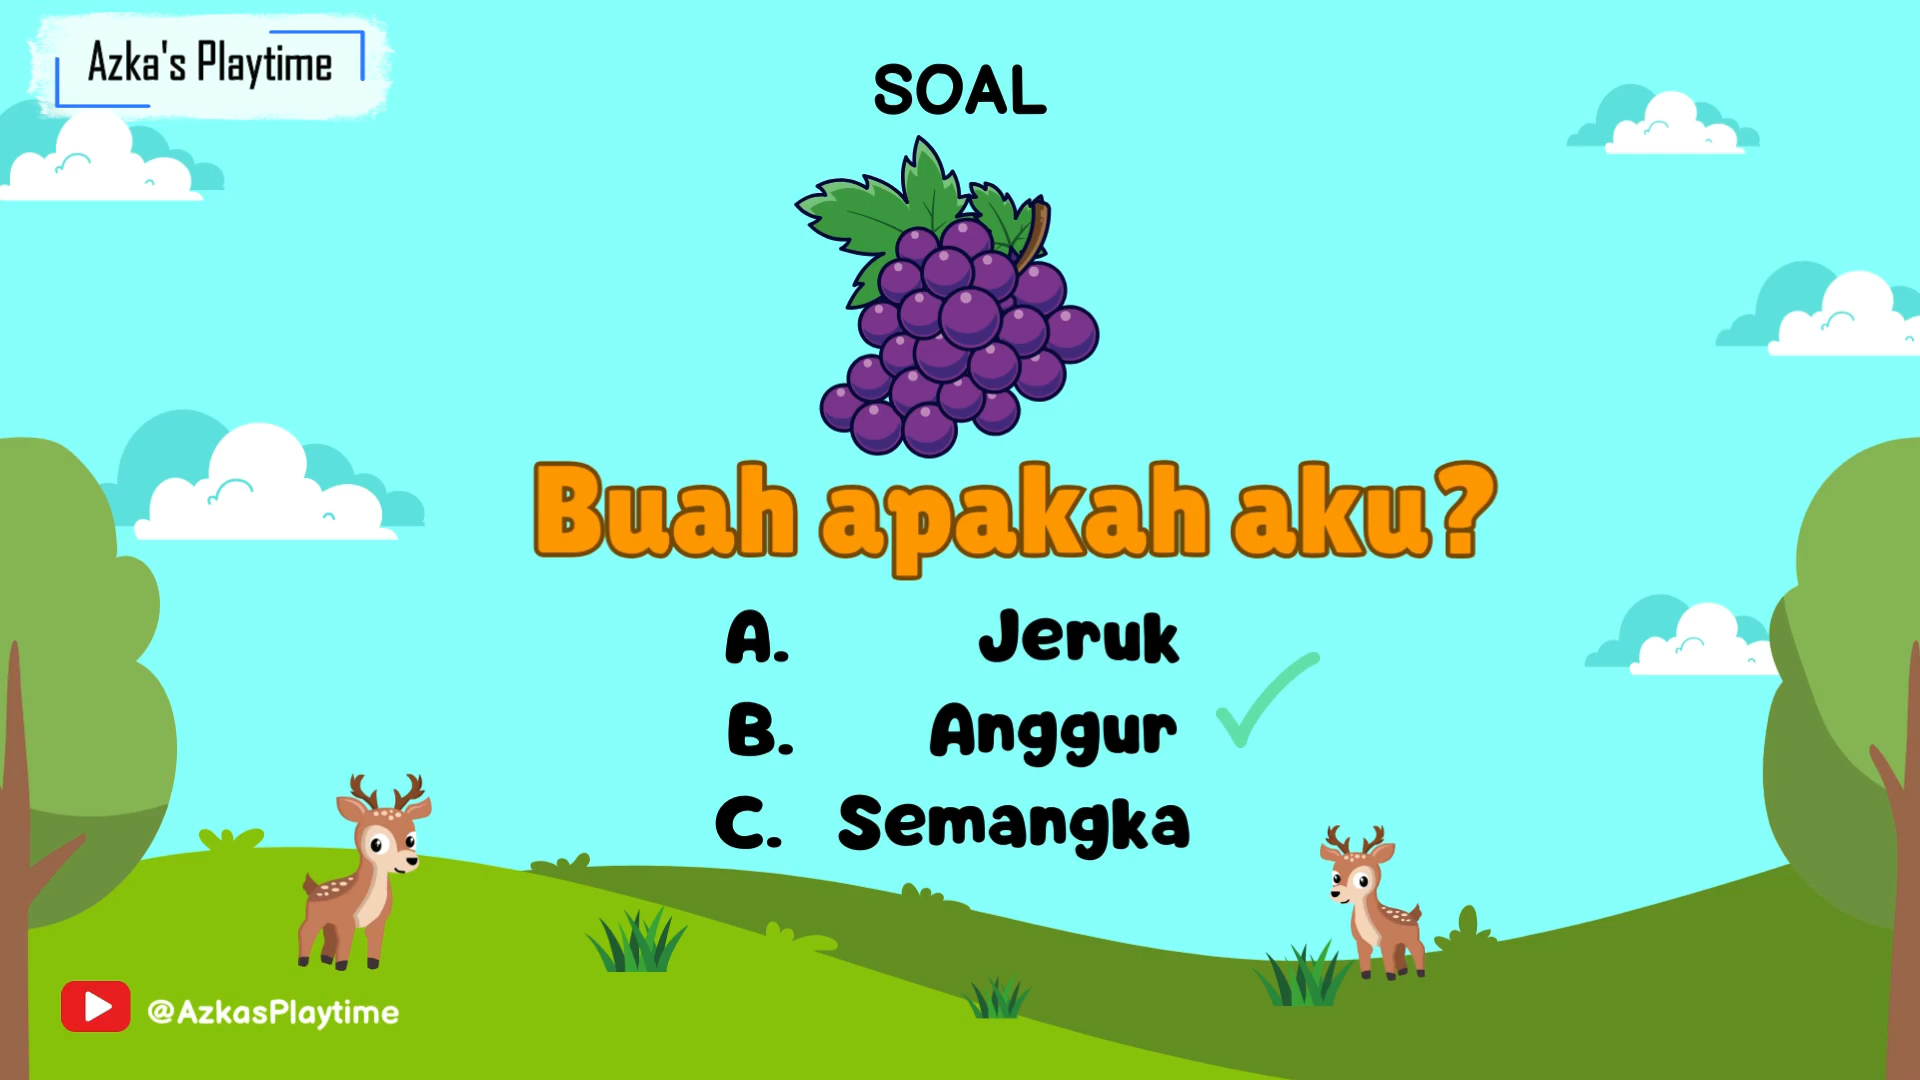 Azka's Playtime
SOAL
Buah apakah aku?
A. Jeruk
B. Anggur
C. Semangka
@AzkasPlaytime